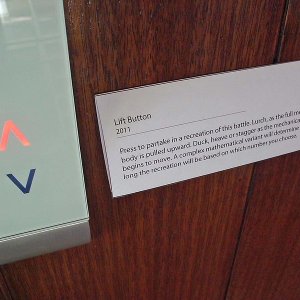 Lift Button
2011
Press to partake in a recreation of this battle. Lurch, as the full
body is pulled upward. Duck, heave or stagger as the mechanical
begins to move. A complex mathematical variant will determine
long the recreation will be based on which number you choose.